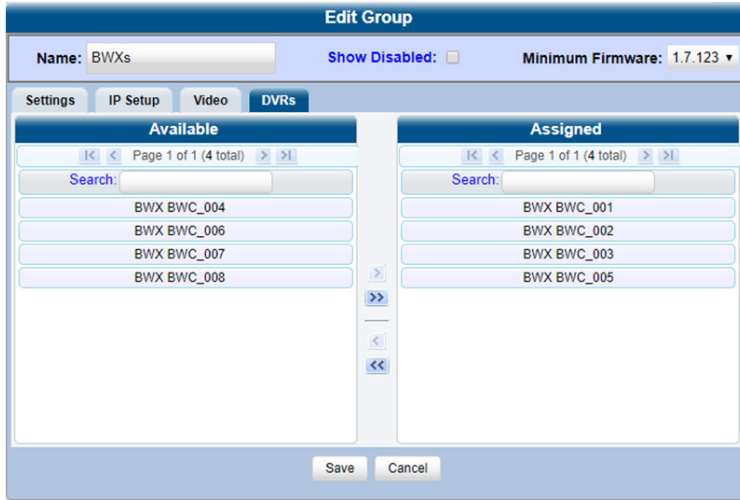 Edit Group
Name: BWXs Show Disabled: Minimum Firmware: 1.7.123
Settings IP Setup Video DVRs
Available Assigned
Page 1 of 1 (4 total) Page 1 of 1 (4 total)
Search: Search:
BWX BWC_004 BWX BWC_001
BWX BWC_006 BWX BWC_002
BWX BWC_007 BWX BWC_003
BWX BWC_008 BWX BWC_005
Save Cancel